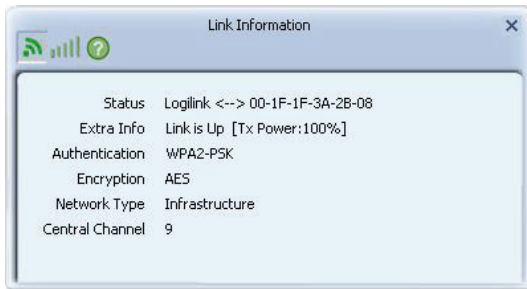 Link Information
Status Logilink <--> 00-1F-1F-3A-2B-08
Extra Info Link is Up [Tx Power:100%]
Authentication WPA2-PSK
Encryption AES
Network Type Infrastructure
Central Channel 9